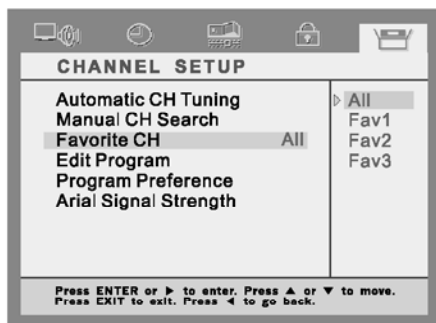 CHANNEL SETUP
Automatic CH Tuning
Manual CH Search
Favorite CH All
Edit Program
Program Preference
Arial Signal Strength
All
Fav1
Fav2
Fav3
Press ENTER or ▶ to enter. Press ▲ or ▼ to move.
Press EXIT to exit. Press ◀ to go back.